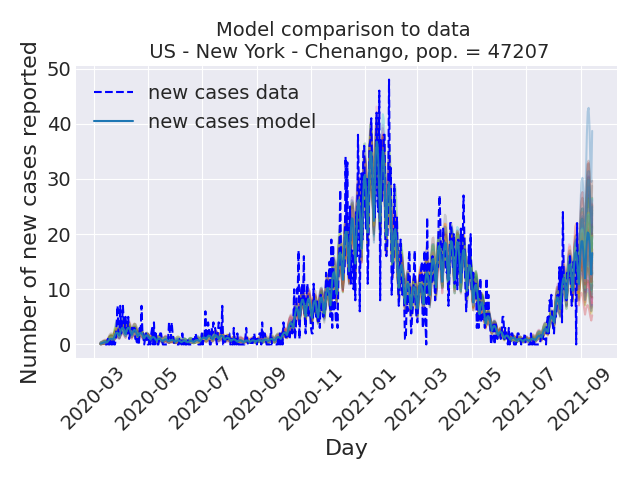 Model comparison to data
US - New York - Chenango, pop. = 47207
Number of new cases reported
50
40
30
20
10
0
new cases data
new cases model
2020-03
2020-05
2020-07
2020-09
2020-11
2021-01
2021-03
2021-05
2021-07
2021-09
Day